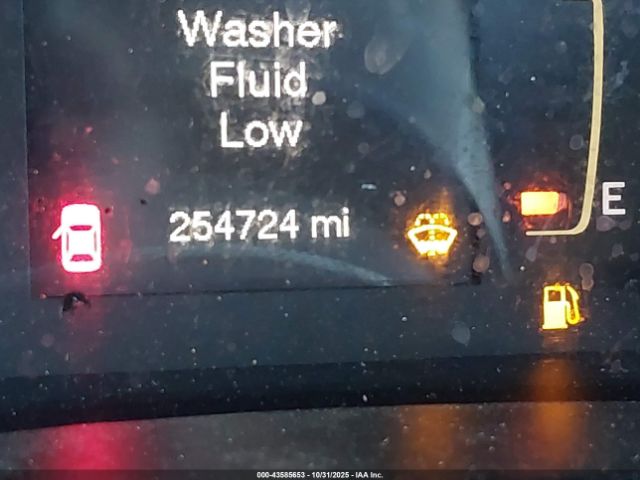 Washer
Fluid
Low
254724 mi
E
000-43585653 - 10/31/2025 - IAA Inc.